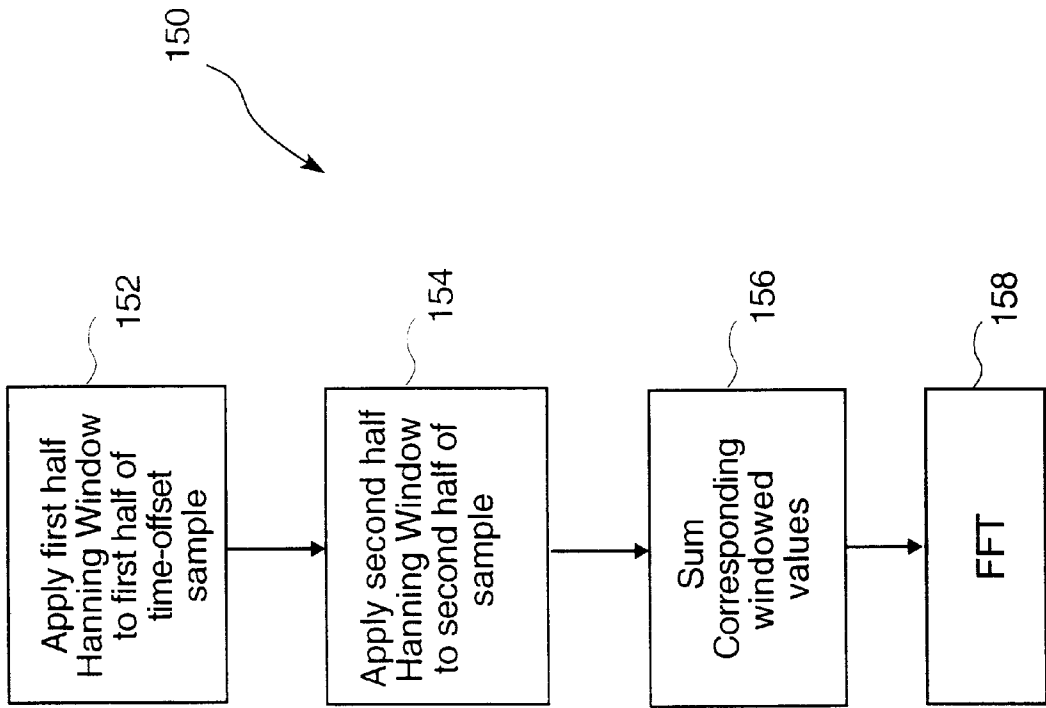 150
152
Apply first half
Hanning Window
to first half of
time-offset
sample
154
Apply second half
Hanning Window
to second half of
sample
156
Sum
Corresponding
windowed
values
158
FFT